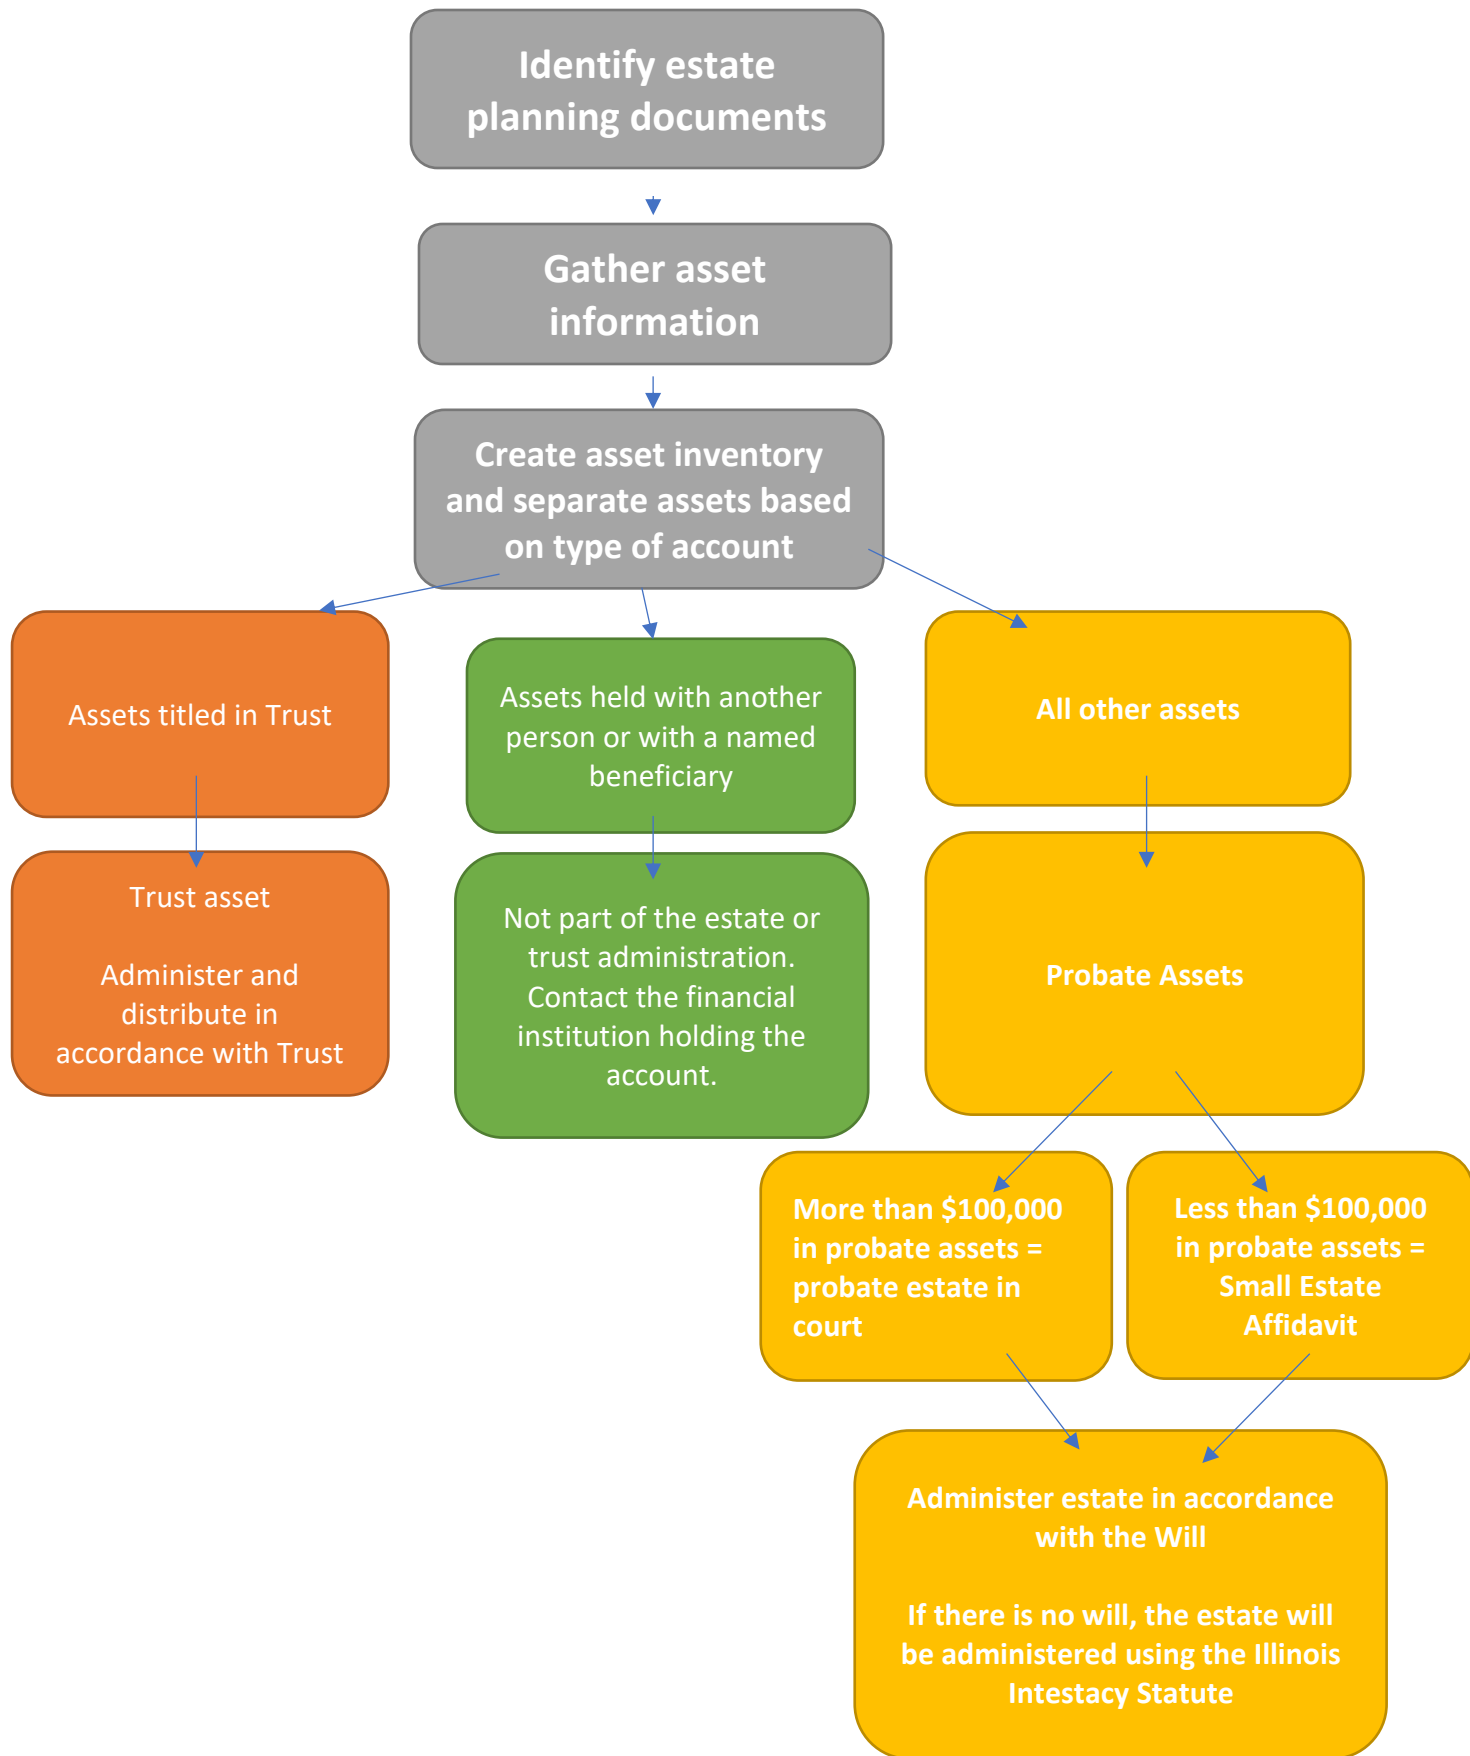 Identify estate
planning documents
Gather asset
information
Create asset inventory
and separate assets based
on type of account
Assets titled in Trust
Assets held with another
person or with a named
beneficiary
All other assets
Trust asset
Administer and
distribute in
accordance with Trust
Not part of the estate or
trust administration.
Contact the financial
institution holding the
account.
Probate Assets
More than $100,000
in probate assets =
probate estate in
court
Less than $100,000
in probate assets =
Small Estate
Affidavit
Administer estate in accordance
with the Will
If there is no will, the estate will
be administered using the Illinois
Intestacy Statute